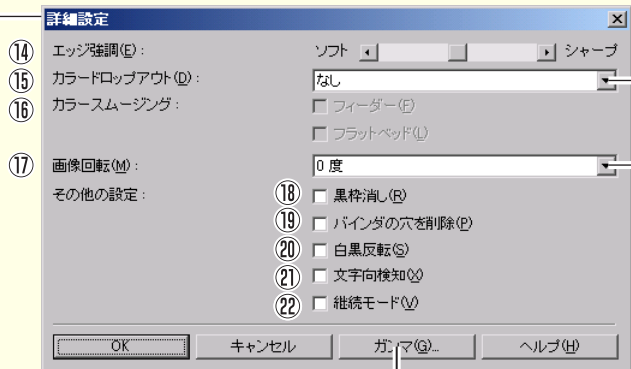 詳細設定
⑭ エッジ強調(E): ソフト シャープ
⑮ カラードロップアウト(D): なし
⑯ カラースムージング: フィーダー(F)
フラットベッド(L)
⑰ 画像回転(M): 0 度
その他の設定: ⑱ 黒枠消し(R)
⑲ バインダの穴を削除(P)
⑳ 白黒反転(S)
㉑ 文字向検知(X)
㉒ 継続モード(V)
OK キャンセル ガンマ(G)... ヘルプ(H)